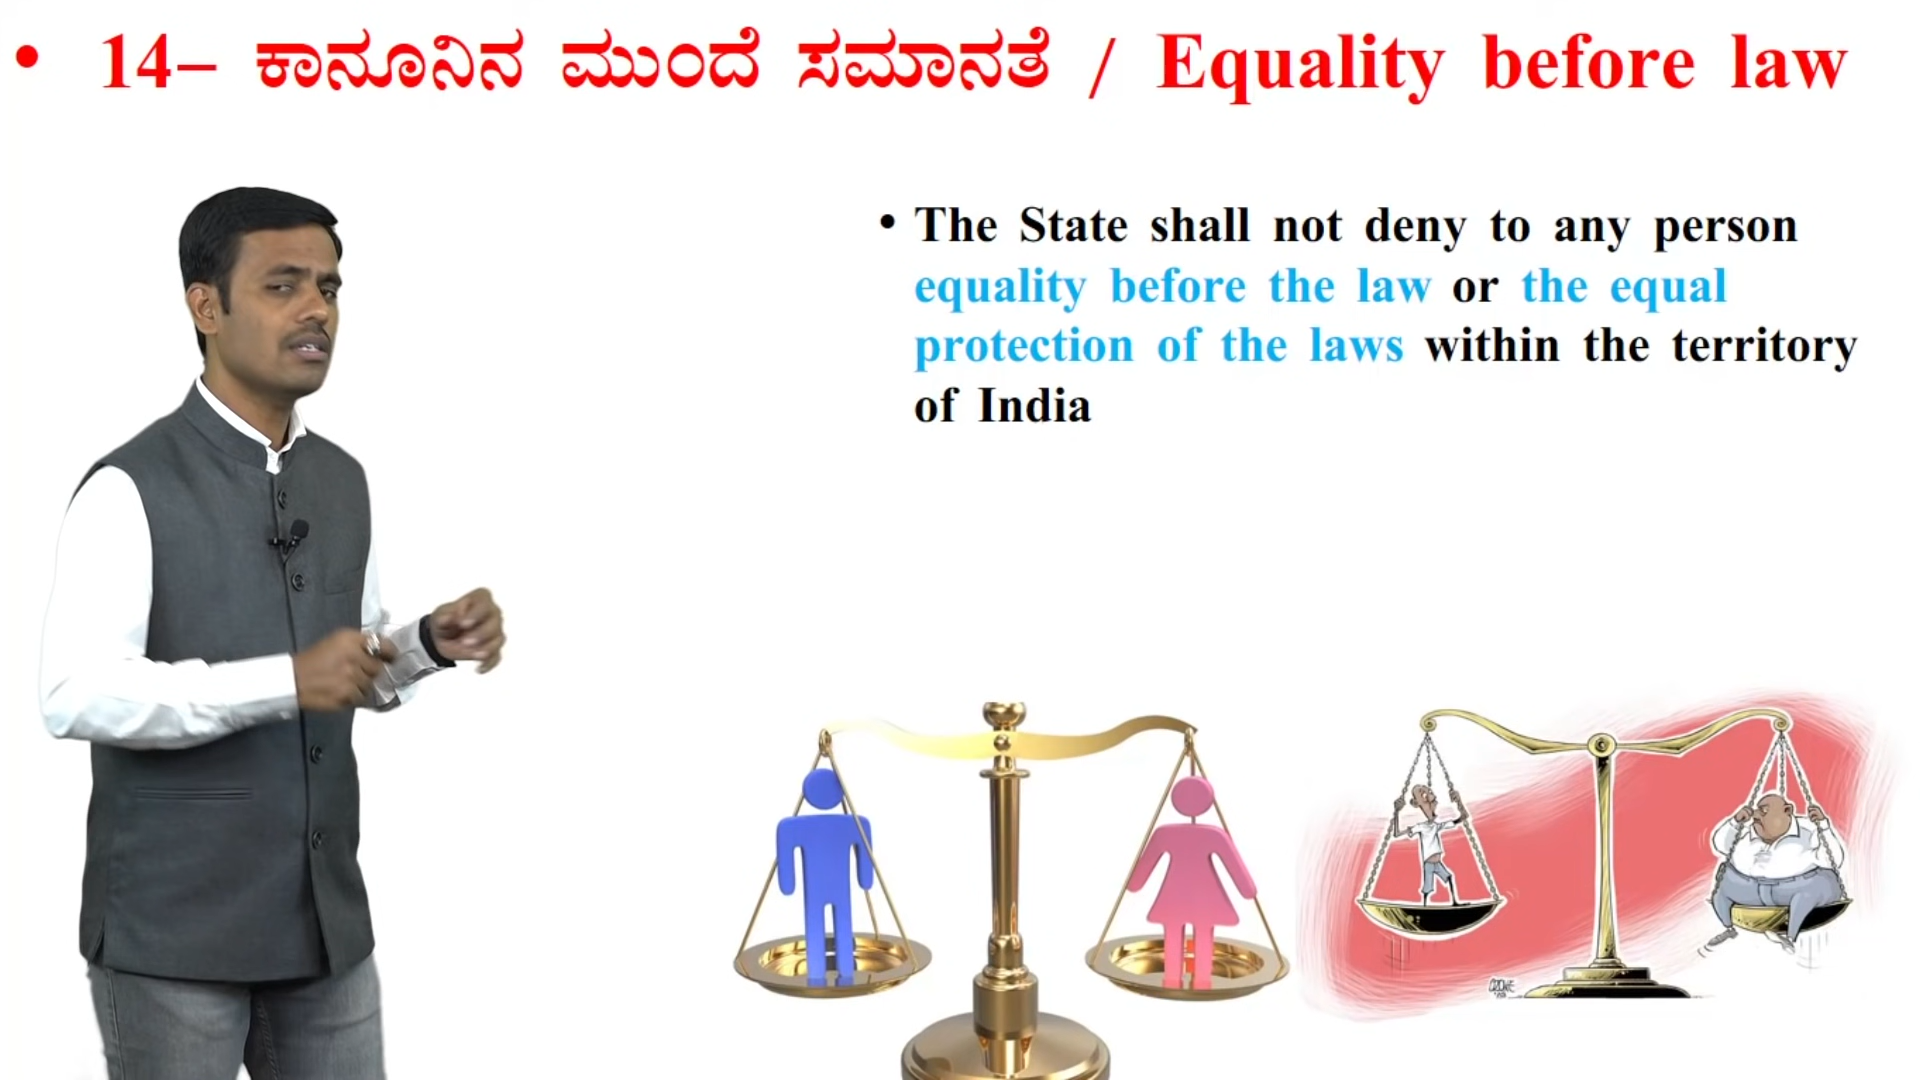 • 14– ಕಾನೂನಿನ ಮುಂದೆ ಸಮಾನತೆ / Equality before law
• The State shall not deny to any person
equality before the law or the equal
protection of the laws within the territory
of India